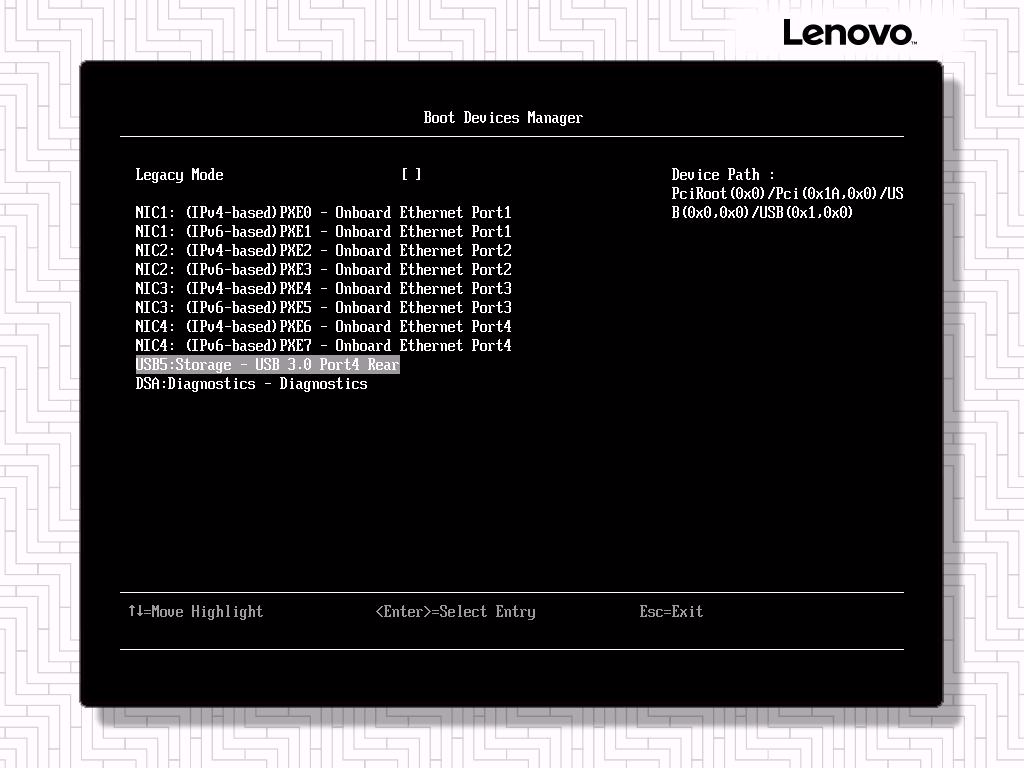 Lenovo™
Boot Devices Manager
Legacy Mode [ ]
NIC1: (IPv4-based)PXE0 - Onboard Ethernet Port1
NIC1: (IPv6-based)PXE1 - Onboard Ethernet Port1
NIC2: (IPv4-based)PXE2 - Onboard Ethernet Port2
NIC2: (IPv6-based)PXE3 - Onboard Ethernet Port2
NIC3: (IPv4-based)PXE4 - Onboard Ethernet Port3
NIC3: (IPv6-based)PXE5 - Onboard Ethernet Port3
NIC4: (IPv4-based)PXE6 - Onboard Ethernet Port4
NIC4: (IPv6-based)PXE7 - Onboard Ethernet Port4
USB5:Storage - USB 3.0 Port4 Rear
DSA:Diagnostics - Diagnostics
Device Path :
PciRoot(0x0)/Pci(0x1A,0x0)/US
B(0x0,0x0)/USB(0x1,0x0)
↑↓=Move Highlight <Enter>=Select Entry Esc=Exit